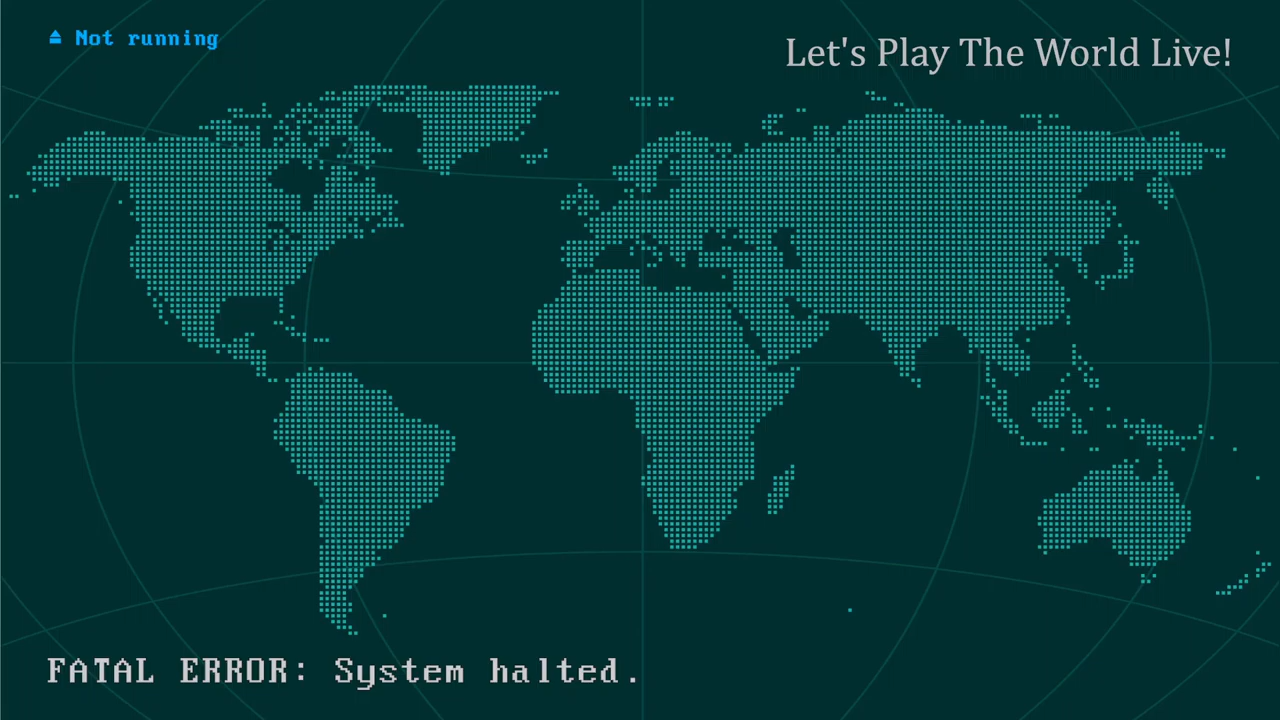 ⏏ Not running
Let's Play The World Live!
FATAL ERROR: System halted.